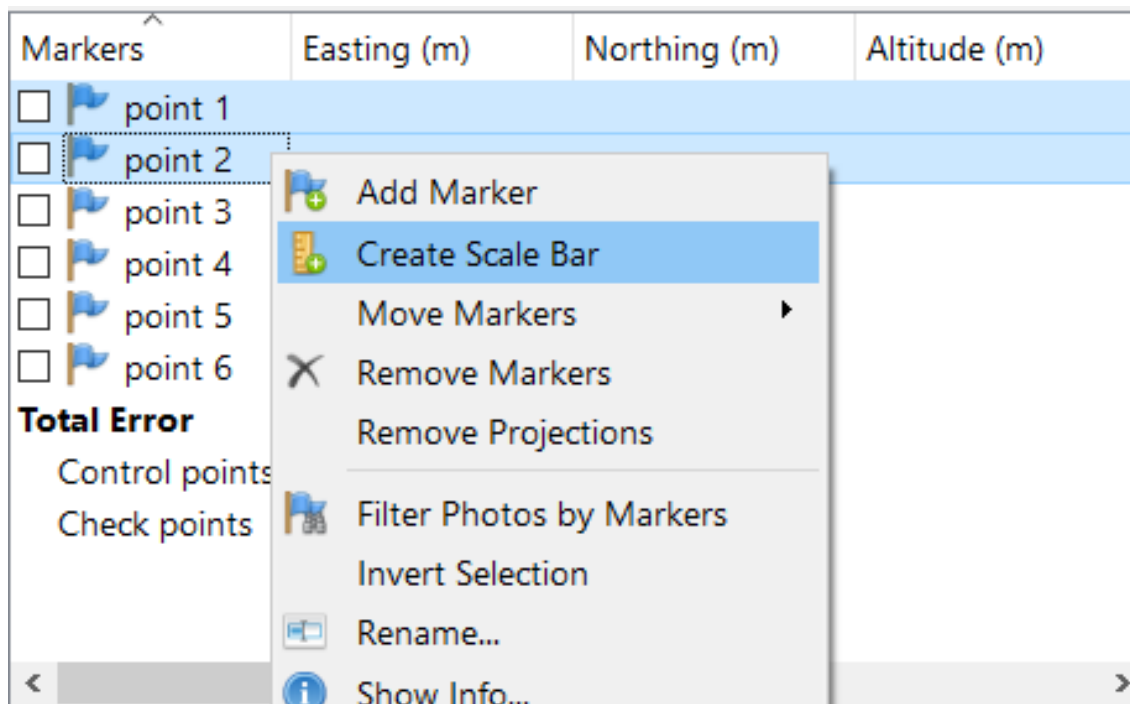 Markers Easting (m) Northing (m) Altitude (m)
point 1
point 2
point 3
point 4
point 5
point 6
Total Error
Control points
Check points
Add Marker
Create Scale Bar
Move Markers
Remove Markers
Remove Projections
Filter Photos by Markers
Invert Selection
Rename...
Show Info...